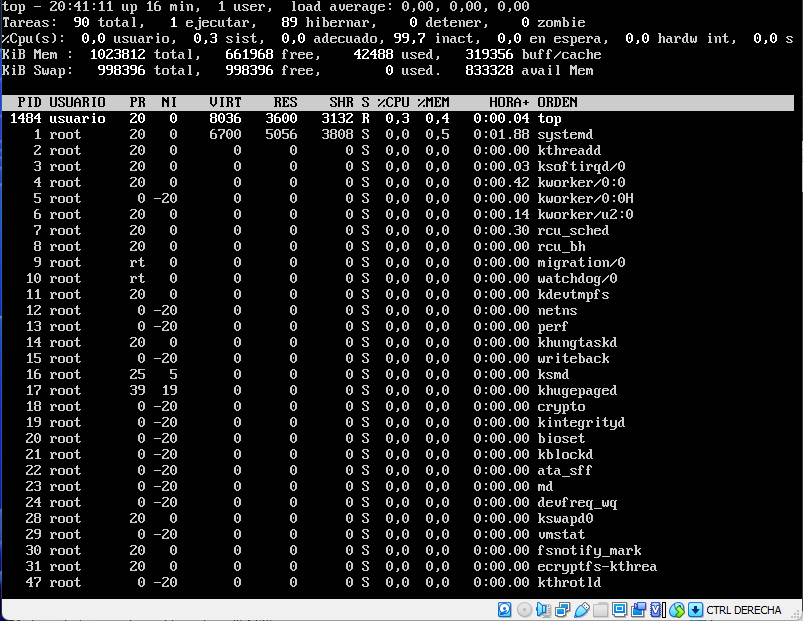 top - 20:41:11 up 16 min,  1 user,  load average: 0,00, 0,00, 0,00
Tareas:  90 total,   1 ejecutar,   89 hibernar,    0 detener,    0 zombie
%Cpu(s):  0,0 usuario,  0,3 sist,  0,0 adecuado, 99,7 inact,  0,0 en espera,  0,0 hardw int,  0,0 s
KiB Mem :  1023812 total,   661968 free,    42488 used,   319356 buff/cache
KiB Swap:   998396 total,   998396 free,        0 used.   833328 avail Mem
PID USUARIO   PR  NI    VIRT    RES    SHR S %CPU %MEM     HORA+ ORDEN
1484 usuario   20   0    8036   3600   3132 R  0,3  0,4   0:00.04 top
1 root      20   0    6700   5056   3808 S  0,0  0,5   0:01.88 systemd
2 root      20   0       0      0      0 S  0,0  0,0   0:00.00 kthreadd
3 root      20   0       0      0      0 S  0,0  0,0   0:00.03 ksoftirqd/0
4 root      20   0       0      0      0 S  0,0  0,0   0:00.42 kworker/0:0
5 root       0 -20       0      0      0 S  0,0  0,0   0:00.00 kworker/0:0H
6 root      20   0       0      0      0 S  0,0  0,0   0:00.14 kworker/u2:0
7 root      20   0       0      0      0 S  0,0  0,0   0:00.30 rcu_sched
8 root      20   0       0      0      0 S  0,0  0,0   0:00.00 rcu_bh
9 root      rt   0       0      0      0 S  0,0  0,0   0:00.00 migration/0
10 root      rt   0       0      0      0 S  0,0  0,0   0:00.00 watchdog/0
11 root      20   0       0      0      0 S  0,0  0,0   0:00.00 kdevtmpfs
12 root       0 -20       0      0      0 S  0,0  0,0   0:00.00 netns
13 root       0 -20       0      0      0 S  0,0  0,0   0:00.00 perf
14 root      20   0       0      0      0 S  0,0  0,0   0:00.00 khungtaskd
15 root       0 -20       0      0      0 S  0,0  0,0   0:00.00 writeback
16 root      25   5       0      0      0 S  0,0  0,0   0:00.00 ksmd
17 root      39  19       0      0      0 S  0,0  0,0   0:00.00 khugepaged
18 root       0 -20       0      0      0 S  0,0  0,0   0:00.00 crypto
19 root       0 -20       0      0      0 S  0,0  0,0   0:00.00 kintegrityd
20 root       0 -20       0      0      0 S  0,0  0,0   0:00.00 bioset
21 root       0 -20       0      0      0 S  0,0  0,0   0:00.00 kblockd
22 root       0 -20       0      0      0 S  0,0  0,0   0:00.00 ata_sff
23 root       0 -20       0      0      0 S  0,0  0,0   0:00.00 md
24 root       0 -20       0      0      0 S  0,0  0,0   0:00.00 devfreq_wq
28 root      20   0       0      0      0 S  0,0  0,0   0:00.00 kswapd0
29 root       0 -20       0      0      0 S  0,0  0,0   0:00.00 vmstat
30 root      20   0       0      0      0 S  0,0  0,0   0:00.00 fsnotify_mark
31 root      20   0       0      0      0 S  0,0  0,0   0:00.00 ecryptfs-kthrea
47 root       0 -20       0      0      0 S  0,0  0,0   0:00.00 kthrotld
CTRL DERECHA